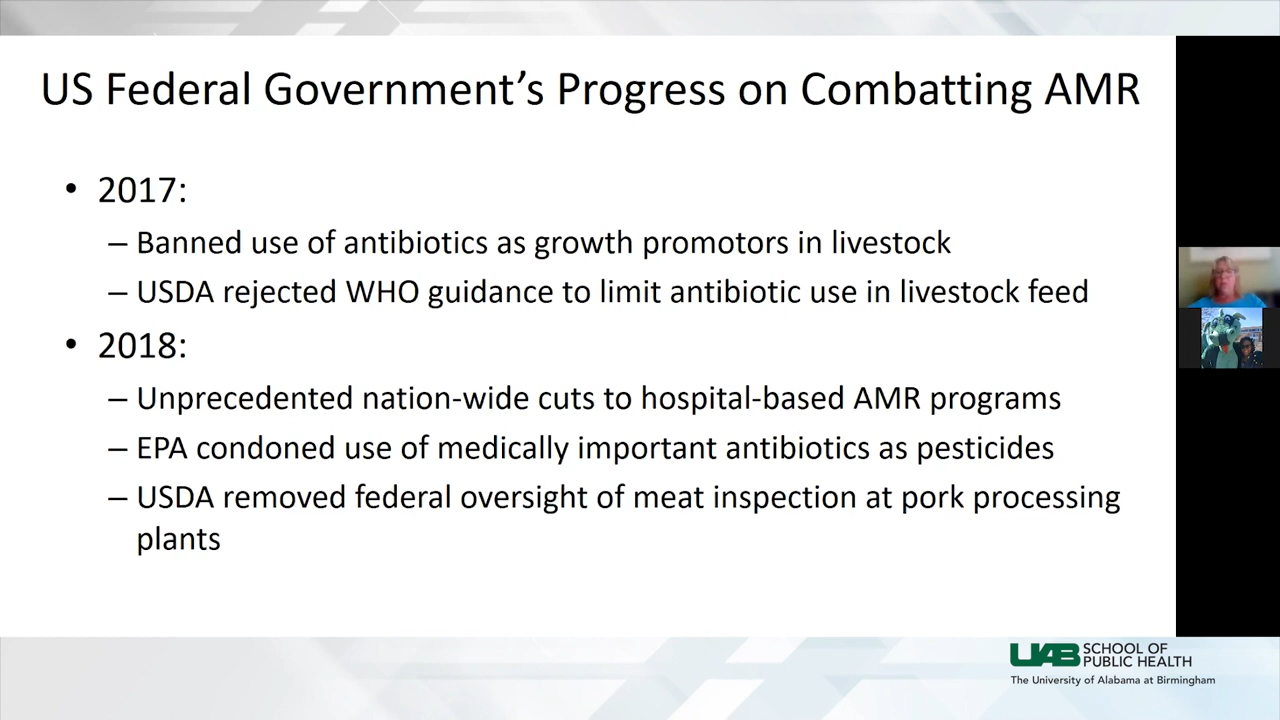 US Federal Government's Progress on Combatting AMR
• 2017:
– Banned use of antibiotics as growth promotors in livestock
– USDA rejected WHO guidance to limit antibiotic use in livestock feed
• 2018:
– Unprecedented nation-wide cuts to hospital-based AMR programs
– EPA condoned use of medically important antibiotics as pesticides
– USDA removed federal oversight of meat inspection at pork processing
plants
UAB SCHOOL OF
PUBLIC HEALTH
The University of Alabama at Birmingham